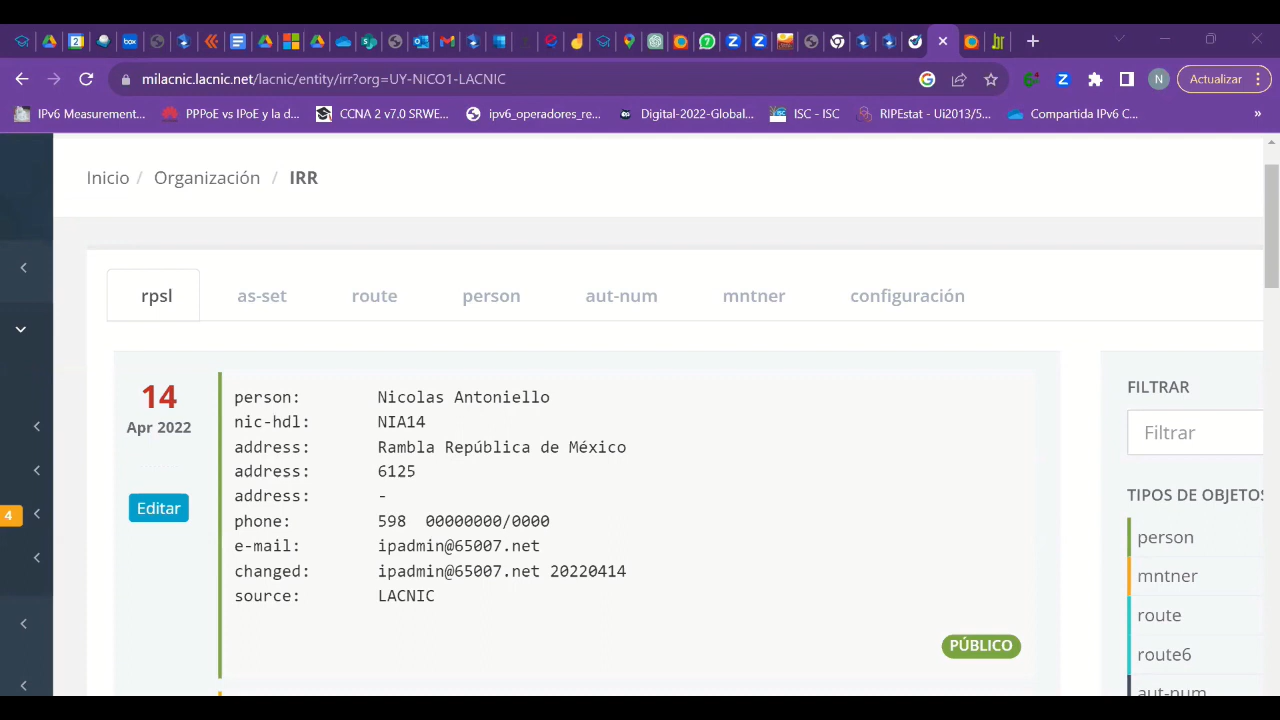 milacnic.lacnic.net/lacnic/entity/irr?org=UY-NICO1-LACNIC
N
Actualizar
IPv6 Measurement...
PPPoE vs IPoE y la d...
CCNA 2 v7.0 SRWE...
ipv6_operadores_re...
Digital-2022-Global...
ISC - ISC
RIPEstat - Ui2013/5...
Compartida IPv6 C...
»
Inicio / Organización / IRR
rpsl
as-set
route
person
aut-num
mntner
configuración
14
Apr 2022
Editar
4
person: Nicolas Antoniello
nic-hdl: NIA14
address: Rambla República de México
address: 6125
address: -
phone: 598 00000000/0000
e-mail: ipadmin@65007.net
changed: ipadmin@65007.net 20220414
source: LACNIC
PÚBLICO
FILTRAR
Filtrar
TIPOS DE OBJETOS
person
mntner
route
route6
aut-num